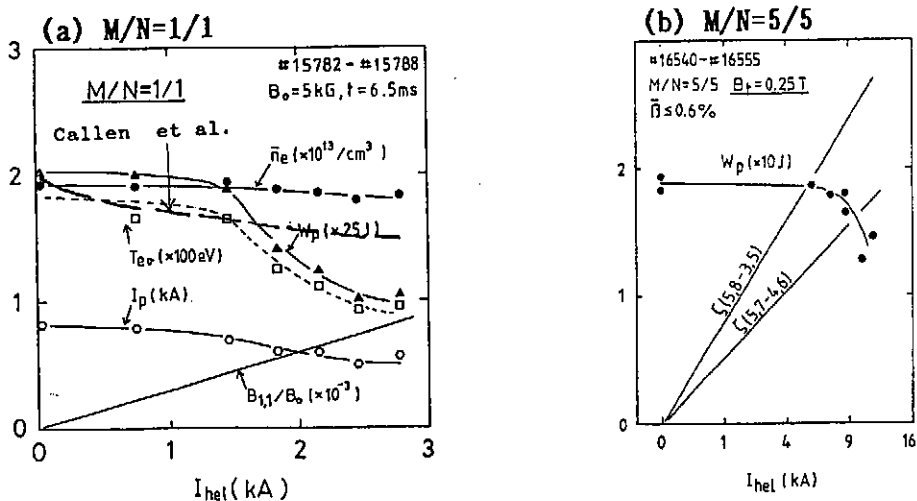 (a) M/N=1/1
#15782-#15788
B₀=5kG, t=6.5ms
M/N=1/1
Callen et al.
n̄e(×10¹³/cm³)
Wp(×25J)
Te₀(×100eV)
Ip(kA)
B₁,₁/B₀(×10⁻³)
2
1
0
0 1 2 3
Ihel(kA)
(b) M/N=5/5
#16540-#16555
M/N=5/5 Bt=0.25T
β̄≤0.6%
Wp(×10J)
ζ(5,8-3,5)
ζ(5,7-4,6)
2
1
0
0 1 4 9 16
Ihel(kA)